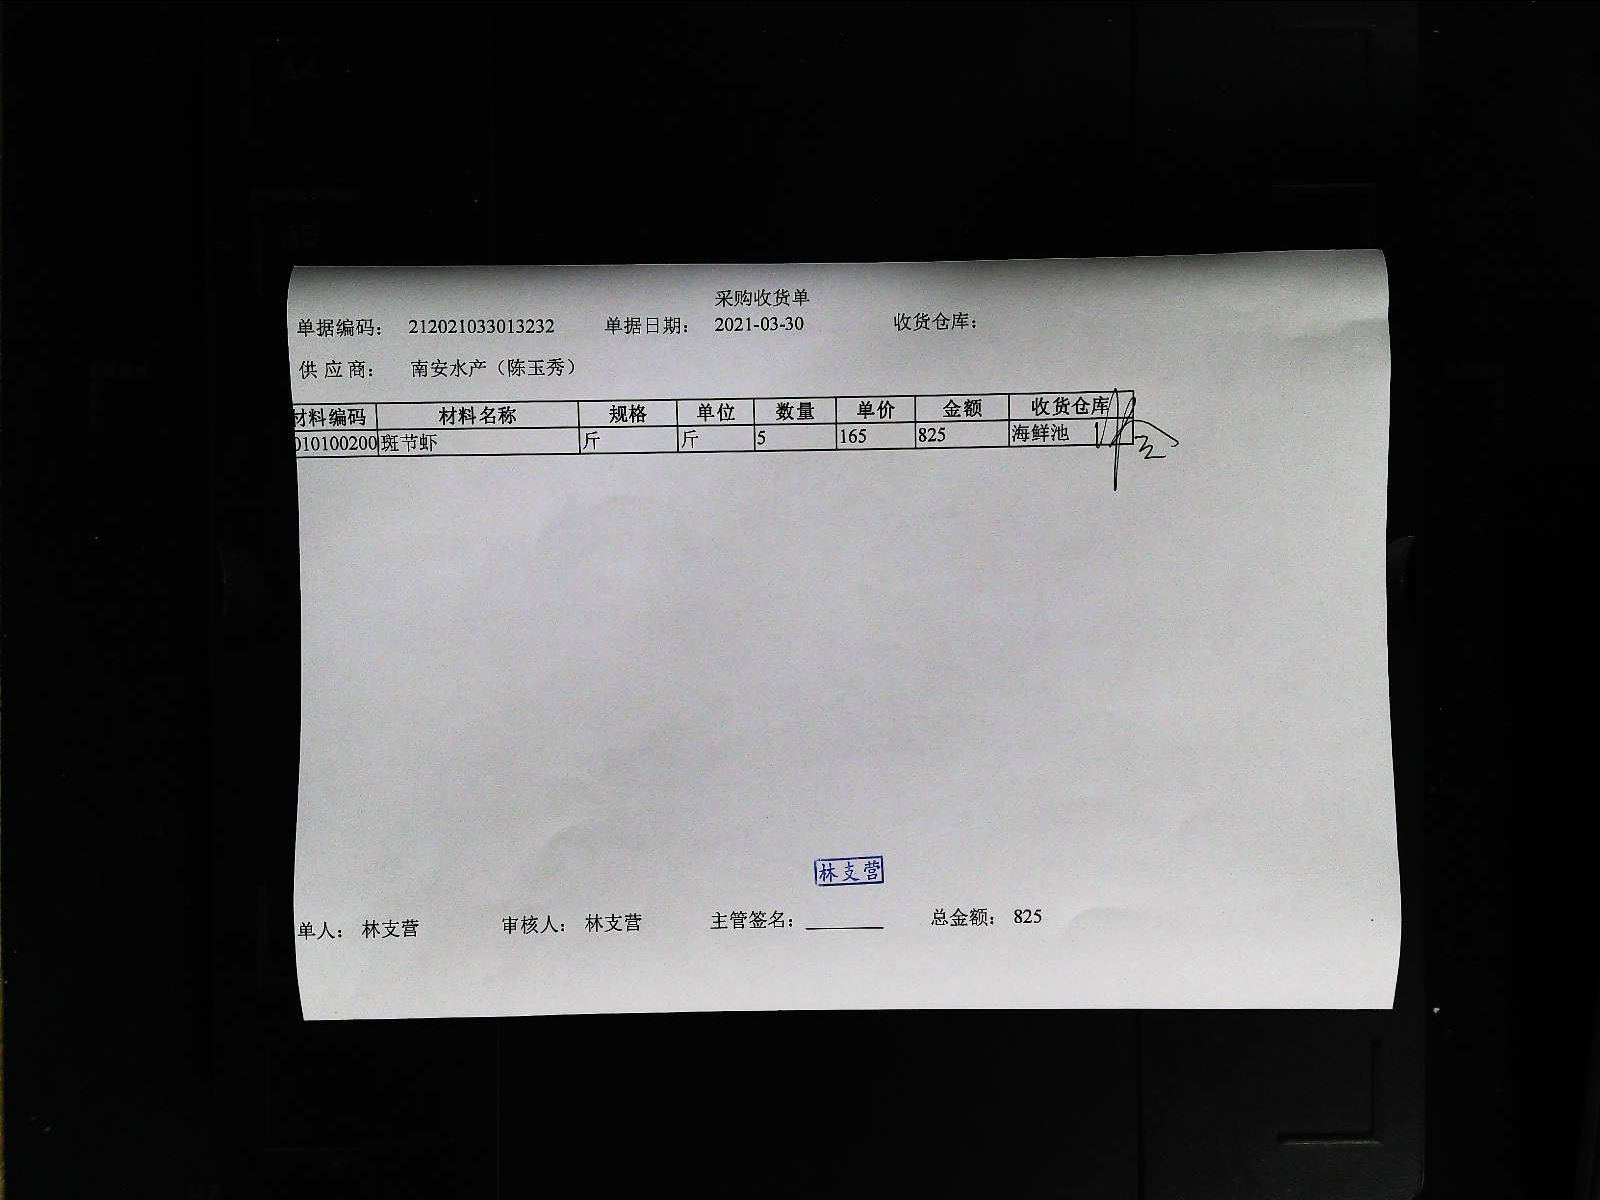 采购收货单
单据编码： 212021033013232 单据日期： 2021-03-30 收货仓库：
供应商： 南安水产（陈玉秀）
材料编码 材料名称 规格 单位 数量 单价 金额 收货仓库
010100200 斑节虾 斤 斤 5 165 825 海鲜池
林支营
单人： 林支营 审核人： 林支营 主管签名： 总金额： 825